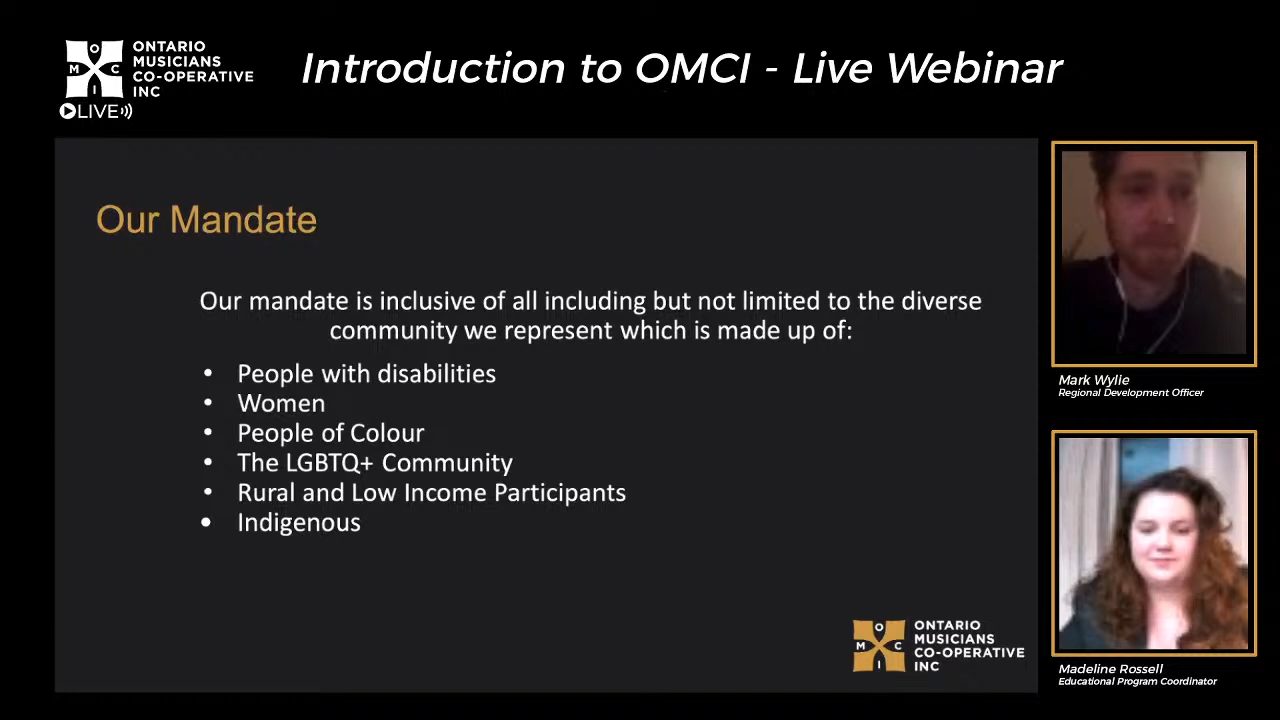 ONTARIO
MUSICIANS
CO-OPERATIVE
INC
O
M C
I
LIVE
Introduction to OMCI - Live Webinar
Our Mandate
Our mandate is inclusive of all including but not limited to the diverse
community we represent which is made up of:
• People with disabilities
• Women
• People of Colour
• The LGBTQ+ Community
• Rural and Low Income Participants
• Indigenous
O
M C
I
ONTARIO
MUSICIANS
CO-OPERATIVE
INC
Mark Wylie
Regional Development Officer
Madeline Rossell
Educational Program Coordinator